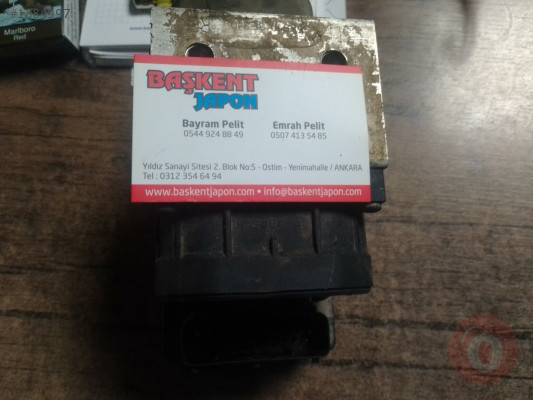 Marlboro
Red
BAŞKENT
JAPON
Bayram Pelit
0544 924 88 49
Emrah Pelit
0507 413 54 85
Yıldız Sanayi Sitesi 2. Blok No:5 - Ostim - Yenimahalle / ANKARA
Tel : 0312 354 64 94
www.baskentjapon.com • info@baskentjapon.com